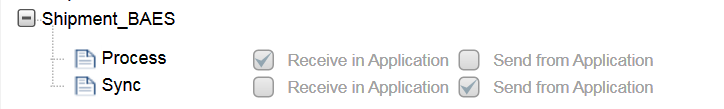 Shipment_BAES
Process Receive in Application Send from Application
Sync Receive in Application Send from Application